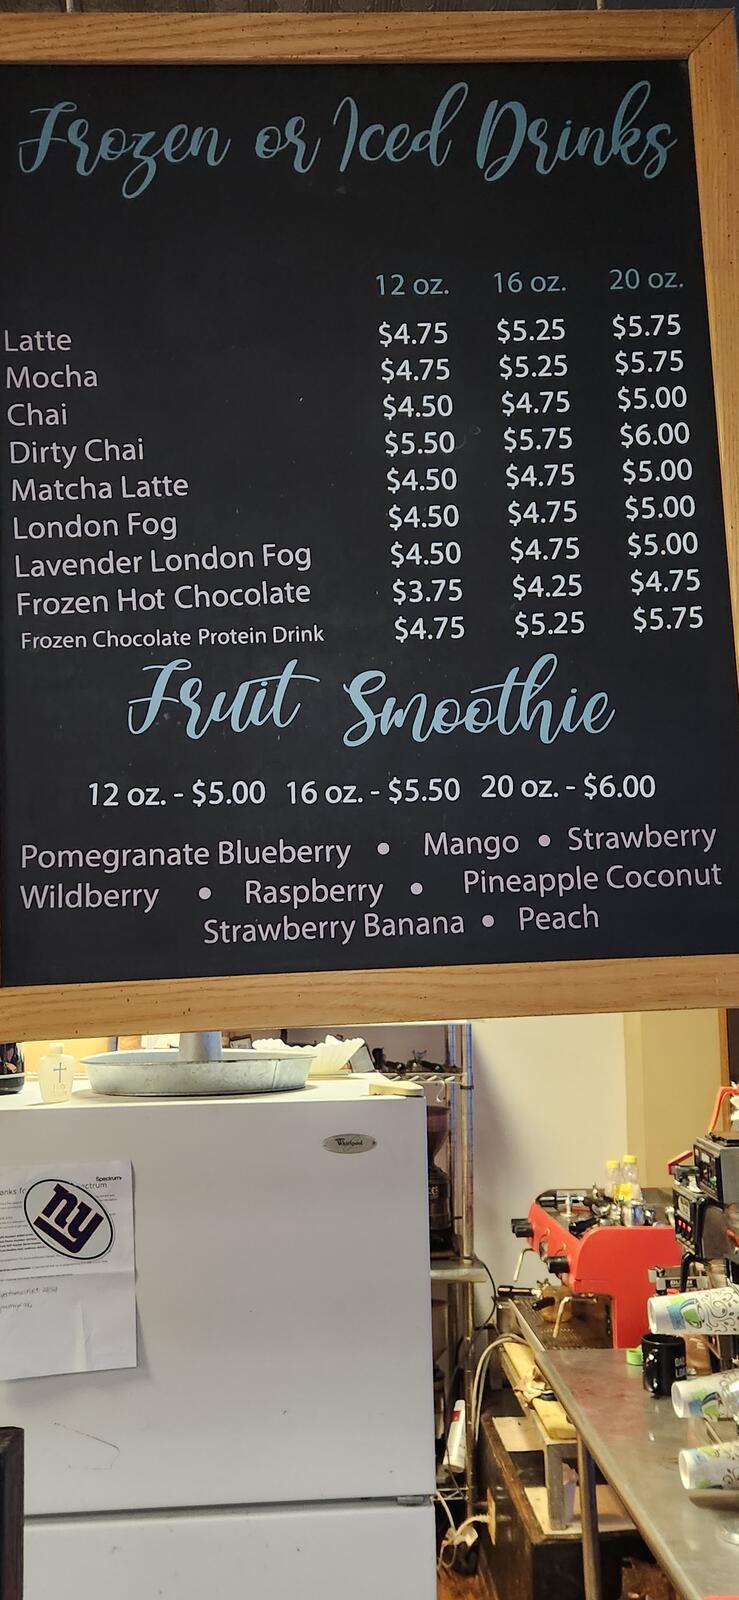 Frozen or Iced Drinks
12 oz. 16 oz. 20 oz.
Latte $4.75 $5.25 $5.75
Mocha $4.75 $5.25 $5.75
Chai $4.50 $4.75 $5.00
Dirty Chai $5.50 $5.75 $6.00
Matcha Latte $4.50 $4.75 $5.00
London Fog $4.50 $4.75 $5.00
Lavender London Fog $4.50 $4.75 $5.00
Frozen Hot Chocolate $3.75 $4.25 $4.75
Frozen Chocolate Protein Drink $4.75 $5.25 $5.75
Fruit Smoothie
12 oz. - $5.00 16 oz. - $5.50 20 oz. - $6.00
Pomegranate Blueberry • Mango • Strawberry
Wildberry • Raspberry • Pineapple Coconut
Strawberry Banana • Peach
Whirlpool
Spectrum
ny